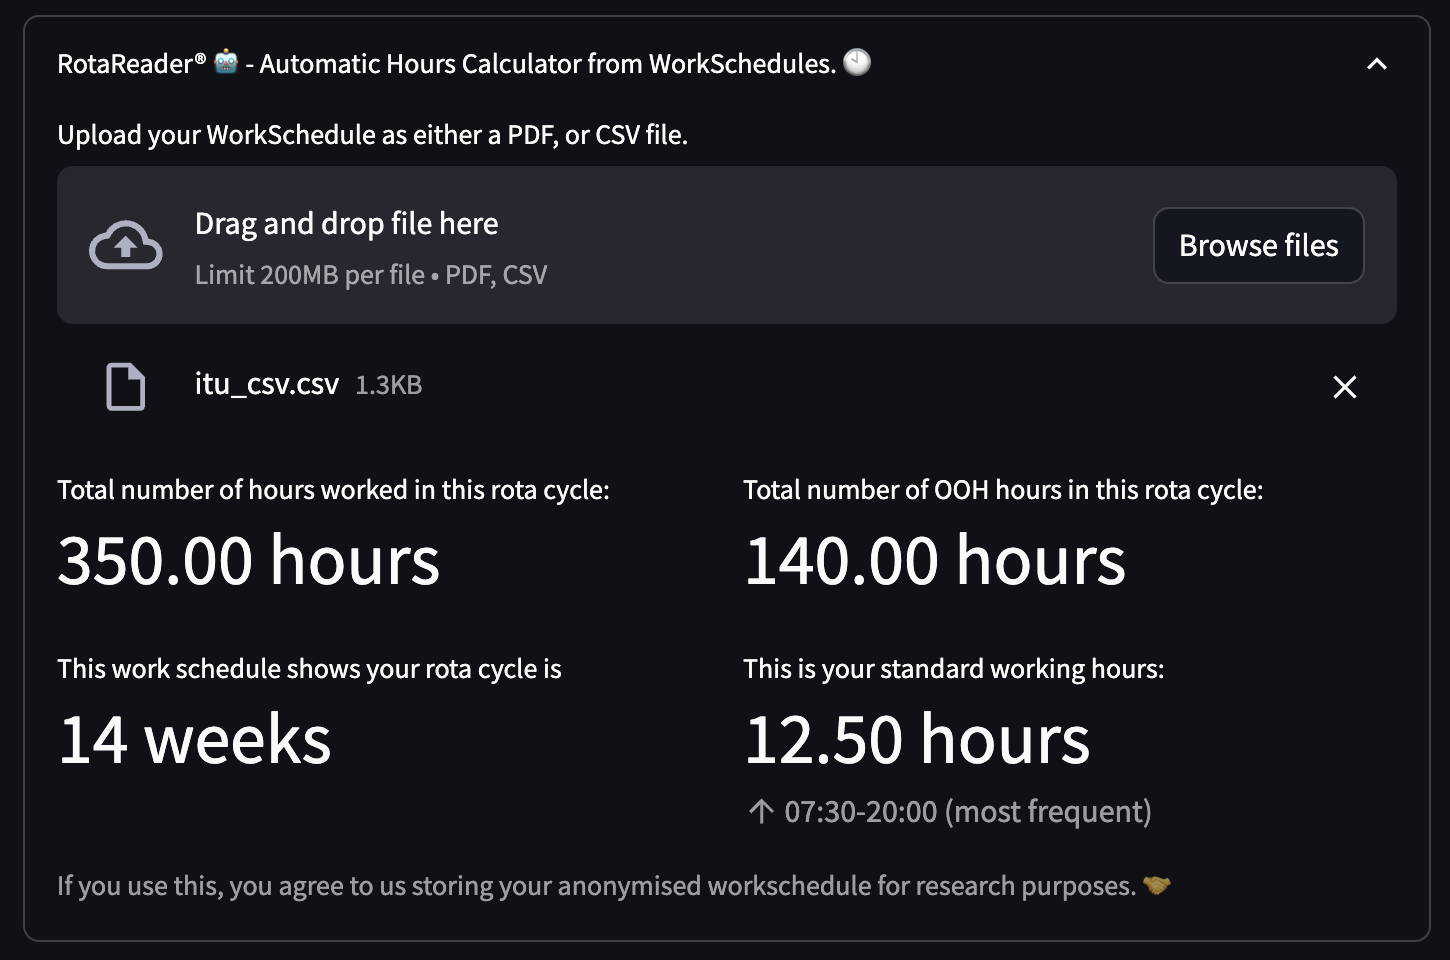 RotaReader® 🤖 - Automatic Hours Calculator from WorkSchedules. 🕙
Upload your WorkSchedule as either a PDF, or CSV file.
Drag and drop file here
Limit 200MB per file • PDF, CSV
Browse files
itu_csv.csv 1.3KB
Total number of hours worked in this rota cycle:
350.00 hours
Total number of OOH hours in this rota cycle:
140.00 hours
This work schedule shows your rota cycle is
14 weeks
This is your standard working hours:
12.50 hours
↑ 07:30-20:00 (most frequent)
If you use this, you agree to us storing your anonymised workschedule for research purposes. 🤝